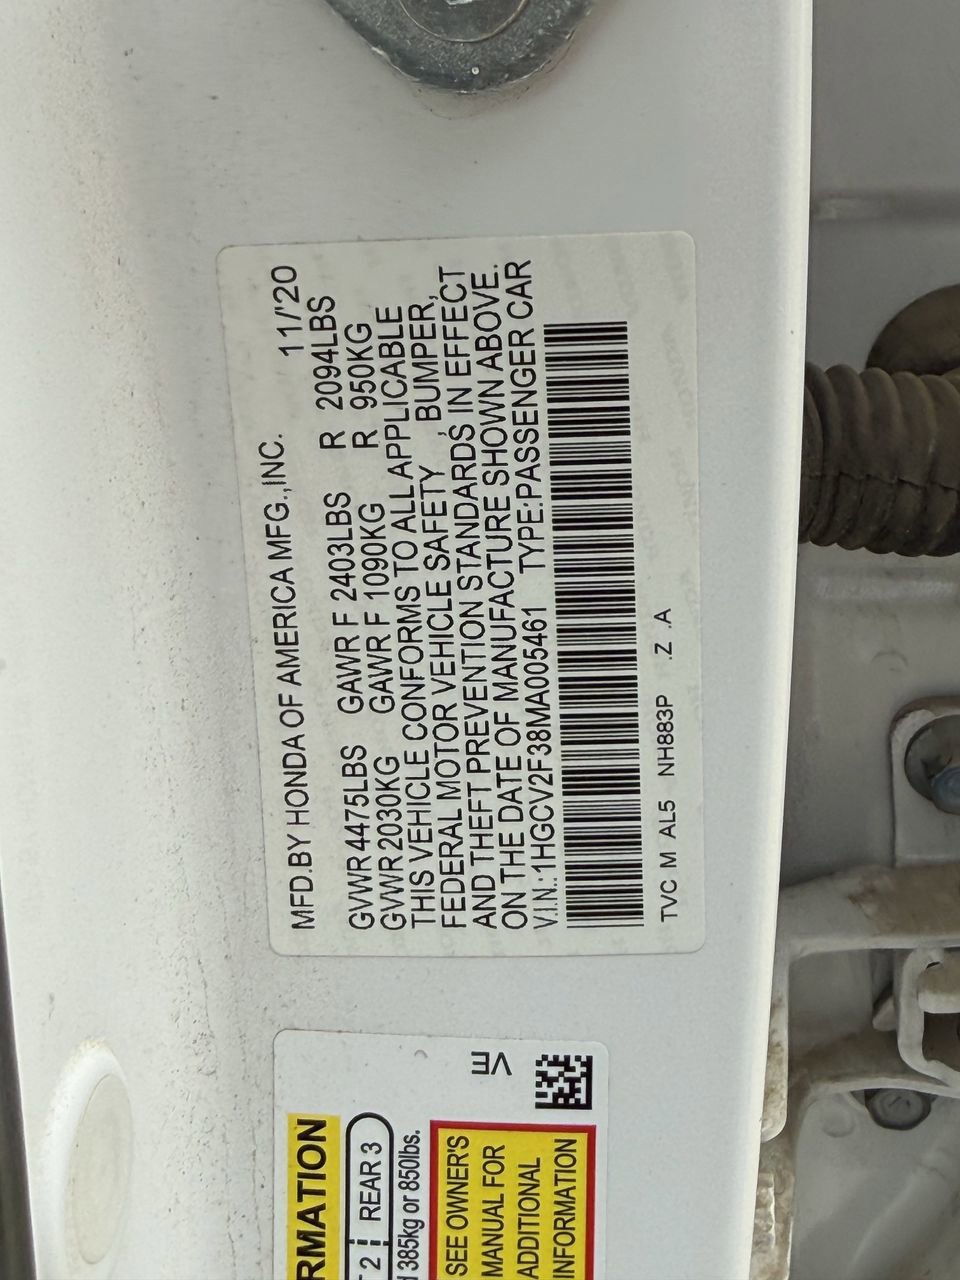 MFD.BY HONDA OF AMERICA MFG.,INC. 11/'20
GVWR 4475LBS GAWR F 2403LBS R 2094LBS
GVWR 2030KG GAWR F 1090KG R 950KG
THIS VEHICLE CONFORMS TO ALL APPLICABLE
FEDERAL MOTOR VEHICLE SAFETY, BUMPER,
AND THEFT PREVENTION STANDARDS IN EFFECT
ON THE DATE OF MANUFACTURE SHOWN ABOVE.
V.I.N.:1HGCV2F38MA005461 TYPE:PASSENGER CAR
TVC M AL5 NH883P .Z A
RMATION
2 REAR 3
385kg or 850lbs.
SEE OWNER'S
MANUAL FOR
ADDITIONAL
INFORMATION